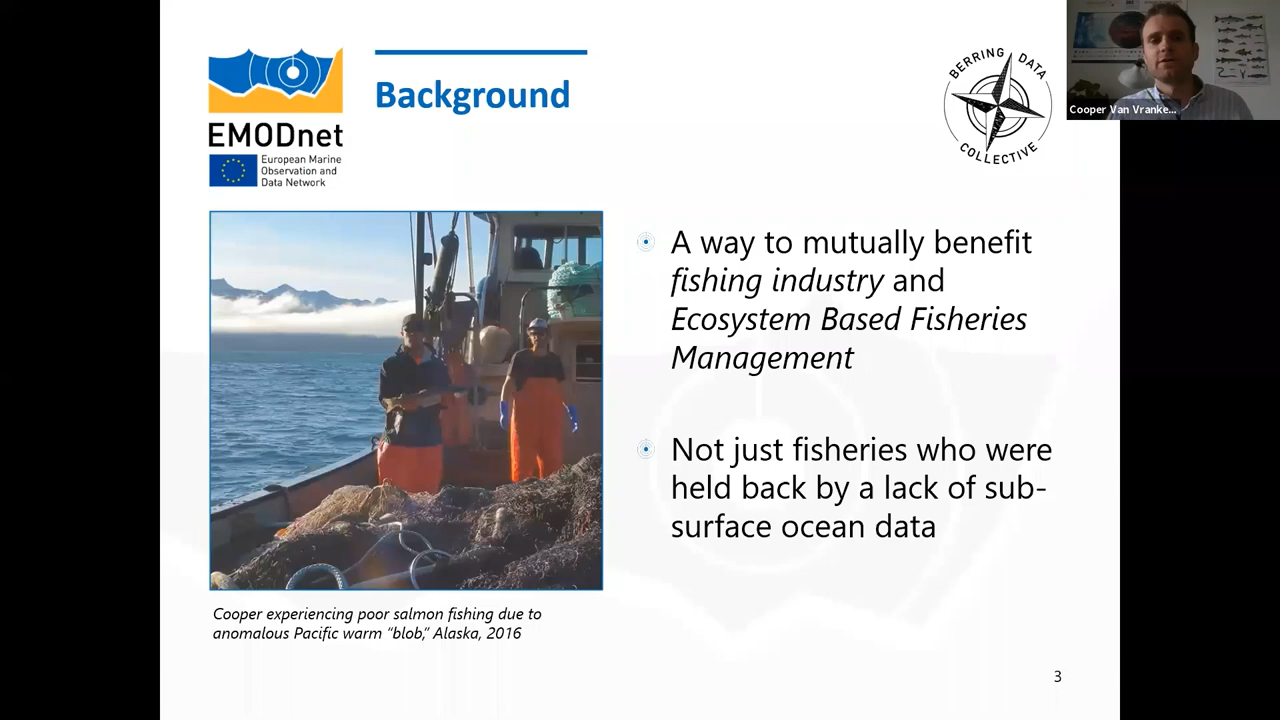 Background
EMODnet
European Marine
Observation and
Data Network
BERRING DATA
COLLECTIVE
Cooper Van Vranke...
A way to mutually benefit
fishing industry and
Ecosystem Based Fisheries
Management
Not just fisheries who were
held back by a lack of sub-
surface ocean data
Cooper experiencing poor salmon fishing due to
anomalous Pacific warm “blob,” Alaska, 2016
3